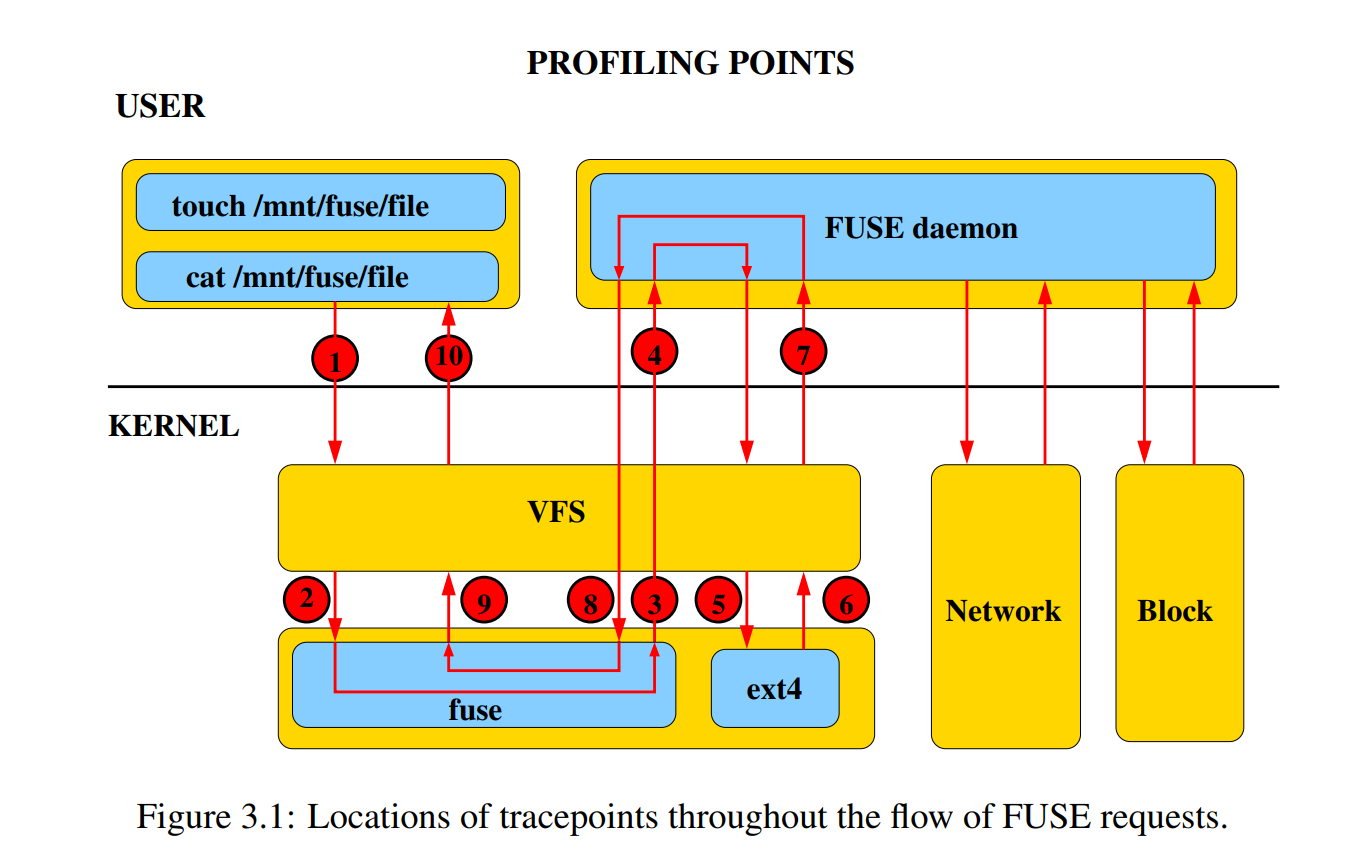 PROFILING POINTS
USER
touch /mnt/fuse/file
cat /mnt/fuse/file
FUSE daemon
1
10
4
7
KERNEL
VFS
2
9
8
3
5
6
Network
Block
ext4
fuse
Figure 3.1: Locations of tracepoints throughout the flow of FUSE requests.